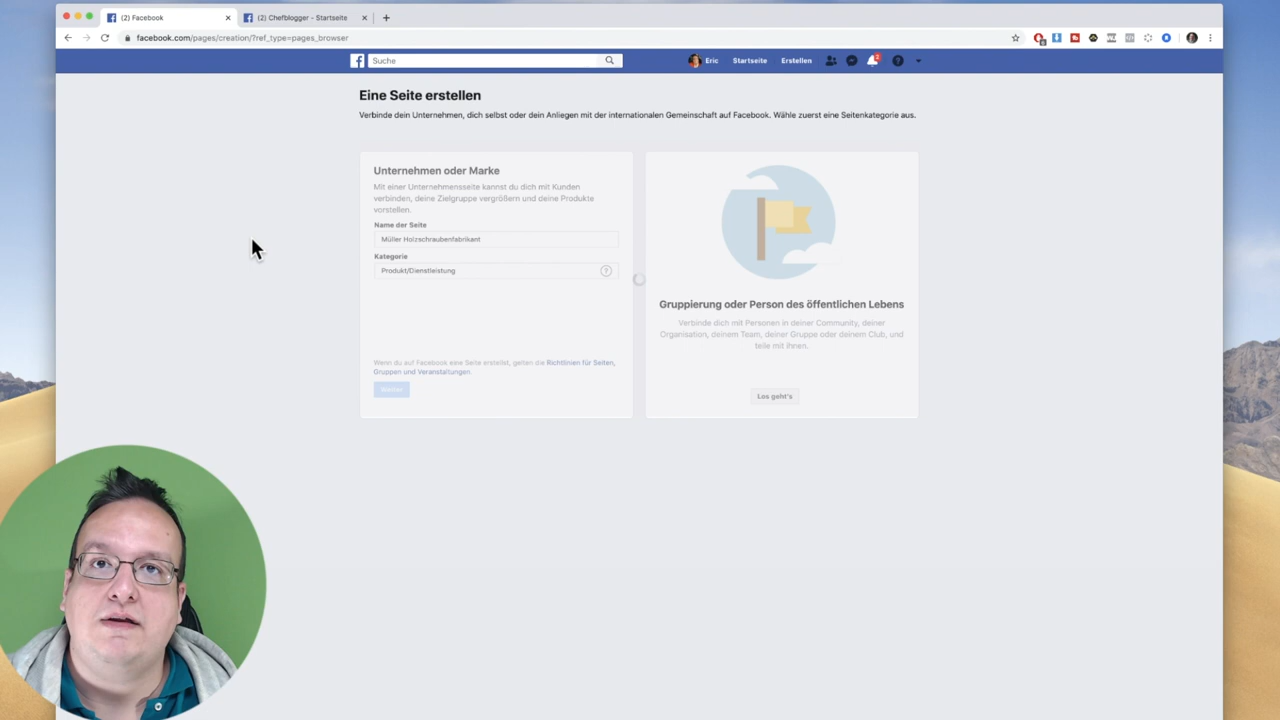 (2) Facebook
(2) Chefblogger - Startseite
facebook.com/pages/creation/?ref_type=pages_browser
Suche
Eric
Startseite
Erstellen
2
Eine Seite erstellen
Verbinde dein Unternehmen, dich selbst oder dein Anliegen mit der internationalen Gemeinschaft auf Facebook. Wähle zuerst eine Seitenkategorie aus.
Unternehmen oder Marke
Mit einer Unternehmensseite kannst du dich mit Kunden
verbinden, deine Zielgruppe vergrößern und deine Produkte
vorstellen.
Name der Seite
Müller Holzschraubenfabrikant
Kategorie
Produkt/Dienstleistung
Wenn du auf Facebook eine Seite erstellst, gelten die Richtlinien für Seiten,
Gruppen und Veranstaltungen.
Weiter
Gruppierung oder Person des öffentlichen Lebens
Verbinde dich mit Personen in deiner Community, deiner
Organisation, deinem Team, deiner Gruppe oder deinem Club, und
teile mit ihnen.
Los geht's